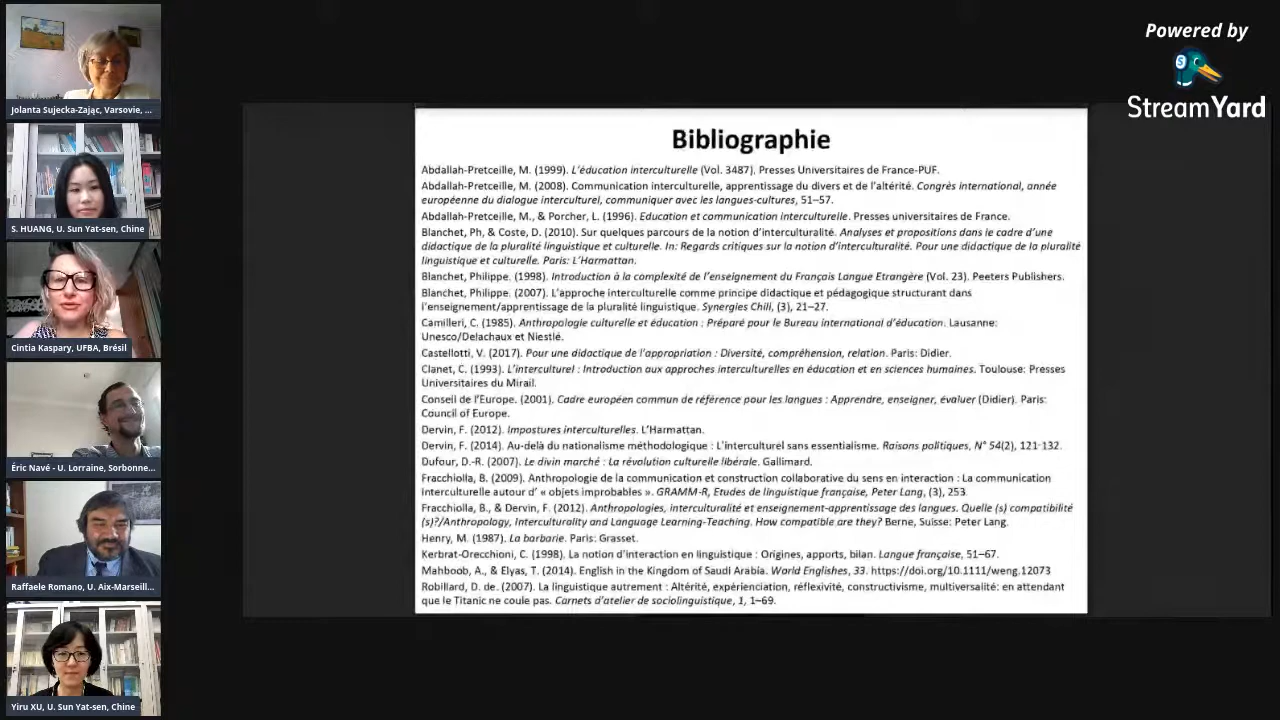 Jolanta Sujecka-Zając, Varsovie, ...
S. HUANG, U. Sun Yat-sen, Chine
Cintia Kaspary, UFBA, Brésil
Éric Navé - U. Lorraine, Sorbonne...
Raffaele Romano, U. Aix-Marseill...
Yiru XU, U. Sun Yat-sen, Chine
Bibliographie
Abdallah-Pretceille, M. (1999). L'éducation interculturelle (Vol. 3487). Presses Universitaires de France-PUF.
Abdallah-Pretceille, M. (2008). Communication interculturelle, apprentissage du divers et de l'altérité. Congrès international, année
européenne du dialogue interculturel, communiquer avec les langues-cultures, 51–57.
Abdallah-Pretceille, M., & Porcher, L. (1996). Education et communication interculturelle. Presses universitaires de France.
Blanchet, Ph, & Coste, D. (2010). Sur quelques parcours de la notion d'interculturalité. Analyses et propositions dans le cadre d'une
didactique de la pluralité linguistique et culturelle. In: Regards critiques sur la notion d'interculturalité. Pour une didactique de la pluralité
linguistique et culturelle. Paris: L'Harmattan.
Blanchet, Philippe. (1998). Introduction à la complexité de l'enseignement du Français Langue Etrangère (Vol. 23). Peeters Publishers.
Blanchet, Philippe. (2007). L'approche interculturelle comme principe didactique et pédagogique structurant dans
l'enseignement/apprentissage de la pluralité linguistique. Synergies Chili, (3), 21–27.
Camilleri, C. (1985). Anthropologie culturelle et éducation ; Préparé pour le Bureau international d'éducation. Lausanne:
Unesco/Delachaux et Niestlé.
Castellotti, V. (2017). Pour une didactique de l'appropriation : Diversité, compréhension, relation. Paris: Didier.
Clanet, C. (1993). L'interculturel : Introduction aux approches interculturelles en éducation et en sciences humaines. Toulouse: Presses
Universitaires du Mirail.
Conseil de l'Europe. (2001). Cadre européen commun de référence pour les langues : Apprendre, enseigner, évaluer (Didier). Paris:
Council of Europe.
Dervin, F. (2012). Impostures interculturelles. L'Harmattan.
Dervin, F. (2014). Au-delà du nationalisme méthodologique : L'interculturel sans essentialisme. Raisons politiques, N° 54(2), 121-132.
Dufour, D.-R. (2007). Le divin marché : La révolution culturelle libérale. Gallimard.
Fracchiolla, B. (2009). Anthropologie de la communication et construction collaborative du sens en interaction : La communication
interculturelle autour d' « objets improbables ». GRAMM-R, Etudes de linguistique française, Peter Lang, (3), 253.
Fracchiolla, B., & Dervin, F. (2012). Anthropologies, interculturalité et enseignement-apprentissage des langues. Quelle (s) compatibilité
(s)?/Anthropology, Interculturality and Language Learning-Teaching. How compatible are they? Berne, Suisse: Peter Lang.
Henry, M. (1987). La barbarie. Paris: Grasset.
Kerbrat-Orecchioni, C. (1998). La notion d'interaction en linguistique : Origines, apports, bilan. Langue française, 51–67.
Mahboob, A., & Elyas, T. (2014). English in the Kingdom of Saudi Arabia. World Englishes, 33. https://doi.org/10.1111/weng.12073
Robillard, D. de. (2007). La linguistique autrement : Altérité, expérienciation, réflexivité, constructivisme, multiversalité: en attendant
que le Titanic ne coule pas. Carnets d'atelier de sociolinguistique, 1, 1–69.
Powered by
StreamYard